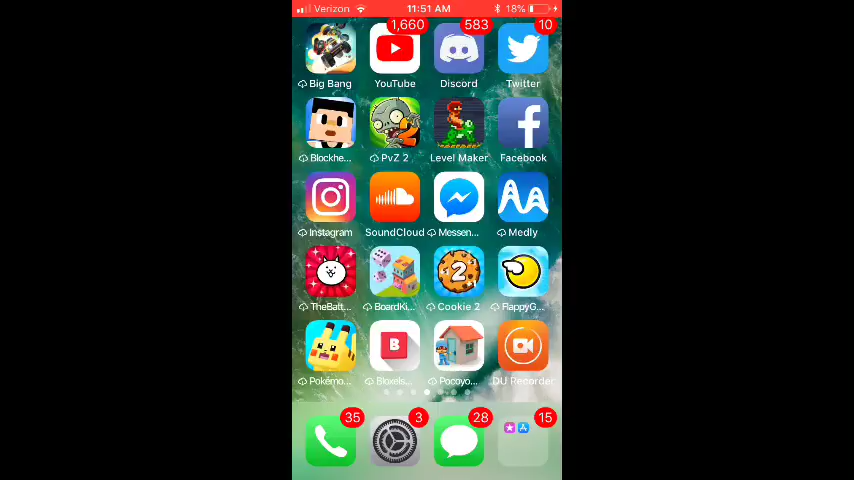 Verizon 11:51 AM 18%
1,660 583 10
Big Bang YouTube Discord Twitter
Blockhe... PvZ 2 Level Maker Facebook
Instagram SoundCloud Messen... Medly
2
TheBatt... BoardKi... Cookie 2 FlappyG...
B
Pokémo... Bloxels... Pocoyo... DU Recorder
35 3 28 15